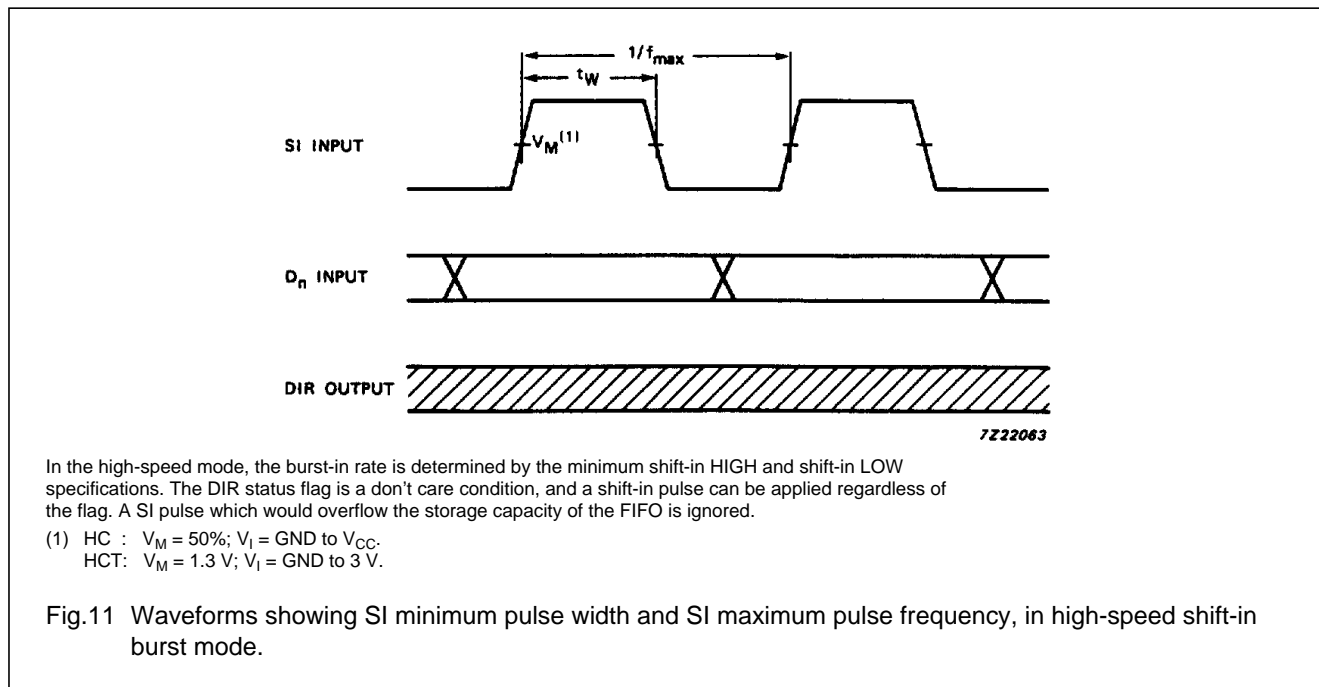 1/fmax
tW
SI INPUT
VM(1)
Dn INPUT
DIR OUTPUT
7Z22063
In the high-speed mode, the burst-in rate is determined by the minimum shift-in HIGH and shift-in LOW
specifications. The DIR status flag is a don’t care condition, and a shift-in pulse can be applied regardless of
the flag. A SI pulse which would overflow the storage capacity of the FIFO is ignored.
(1) HC : VM = 50%; VI = GND to VCC.
HCT: VM = 1.3 V; VI = GND to 3 V.
Fig.11 Waveforms showing SI minimum pulse width and SI maximum pulse frequency, in high-speed shift-in
burst mode.